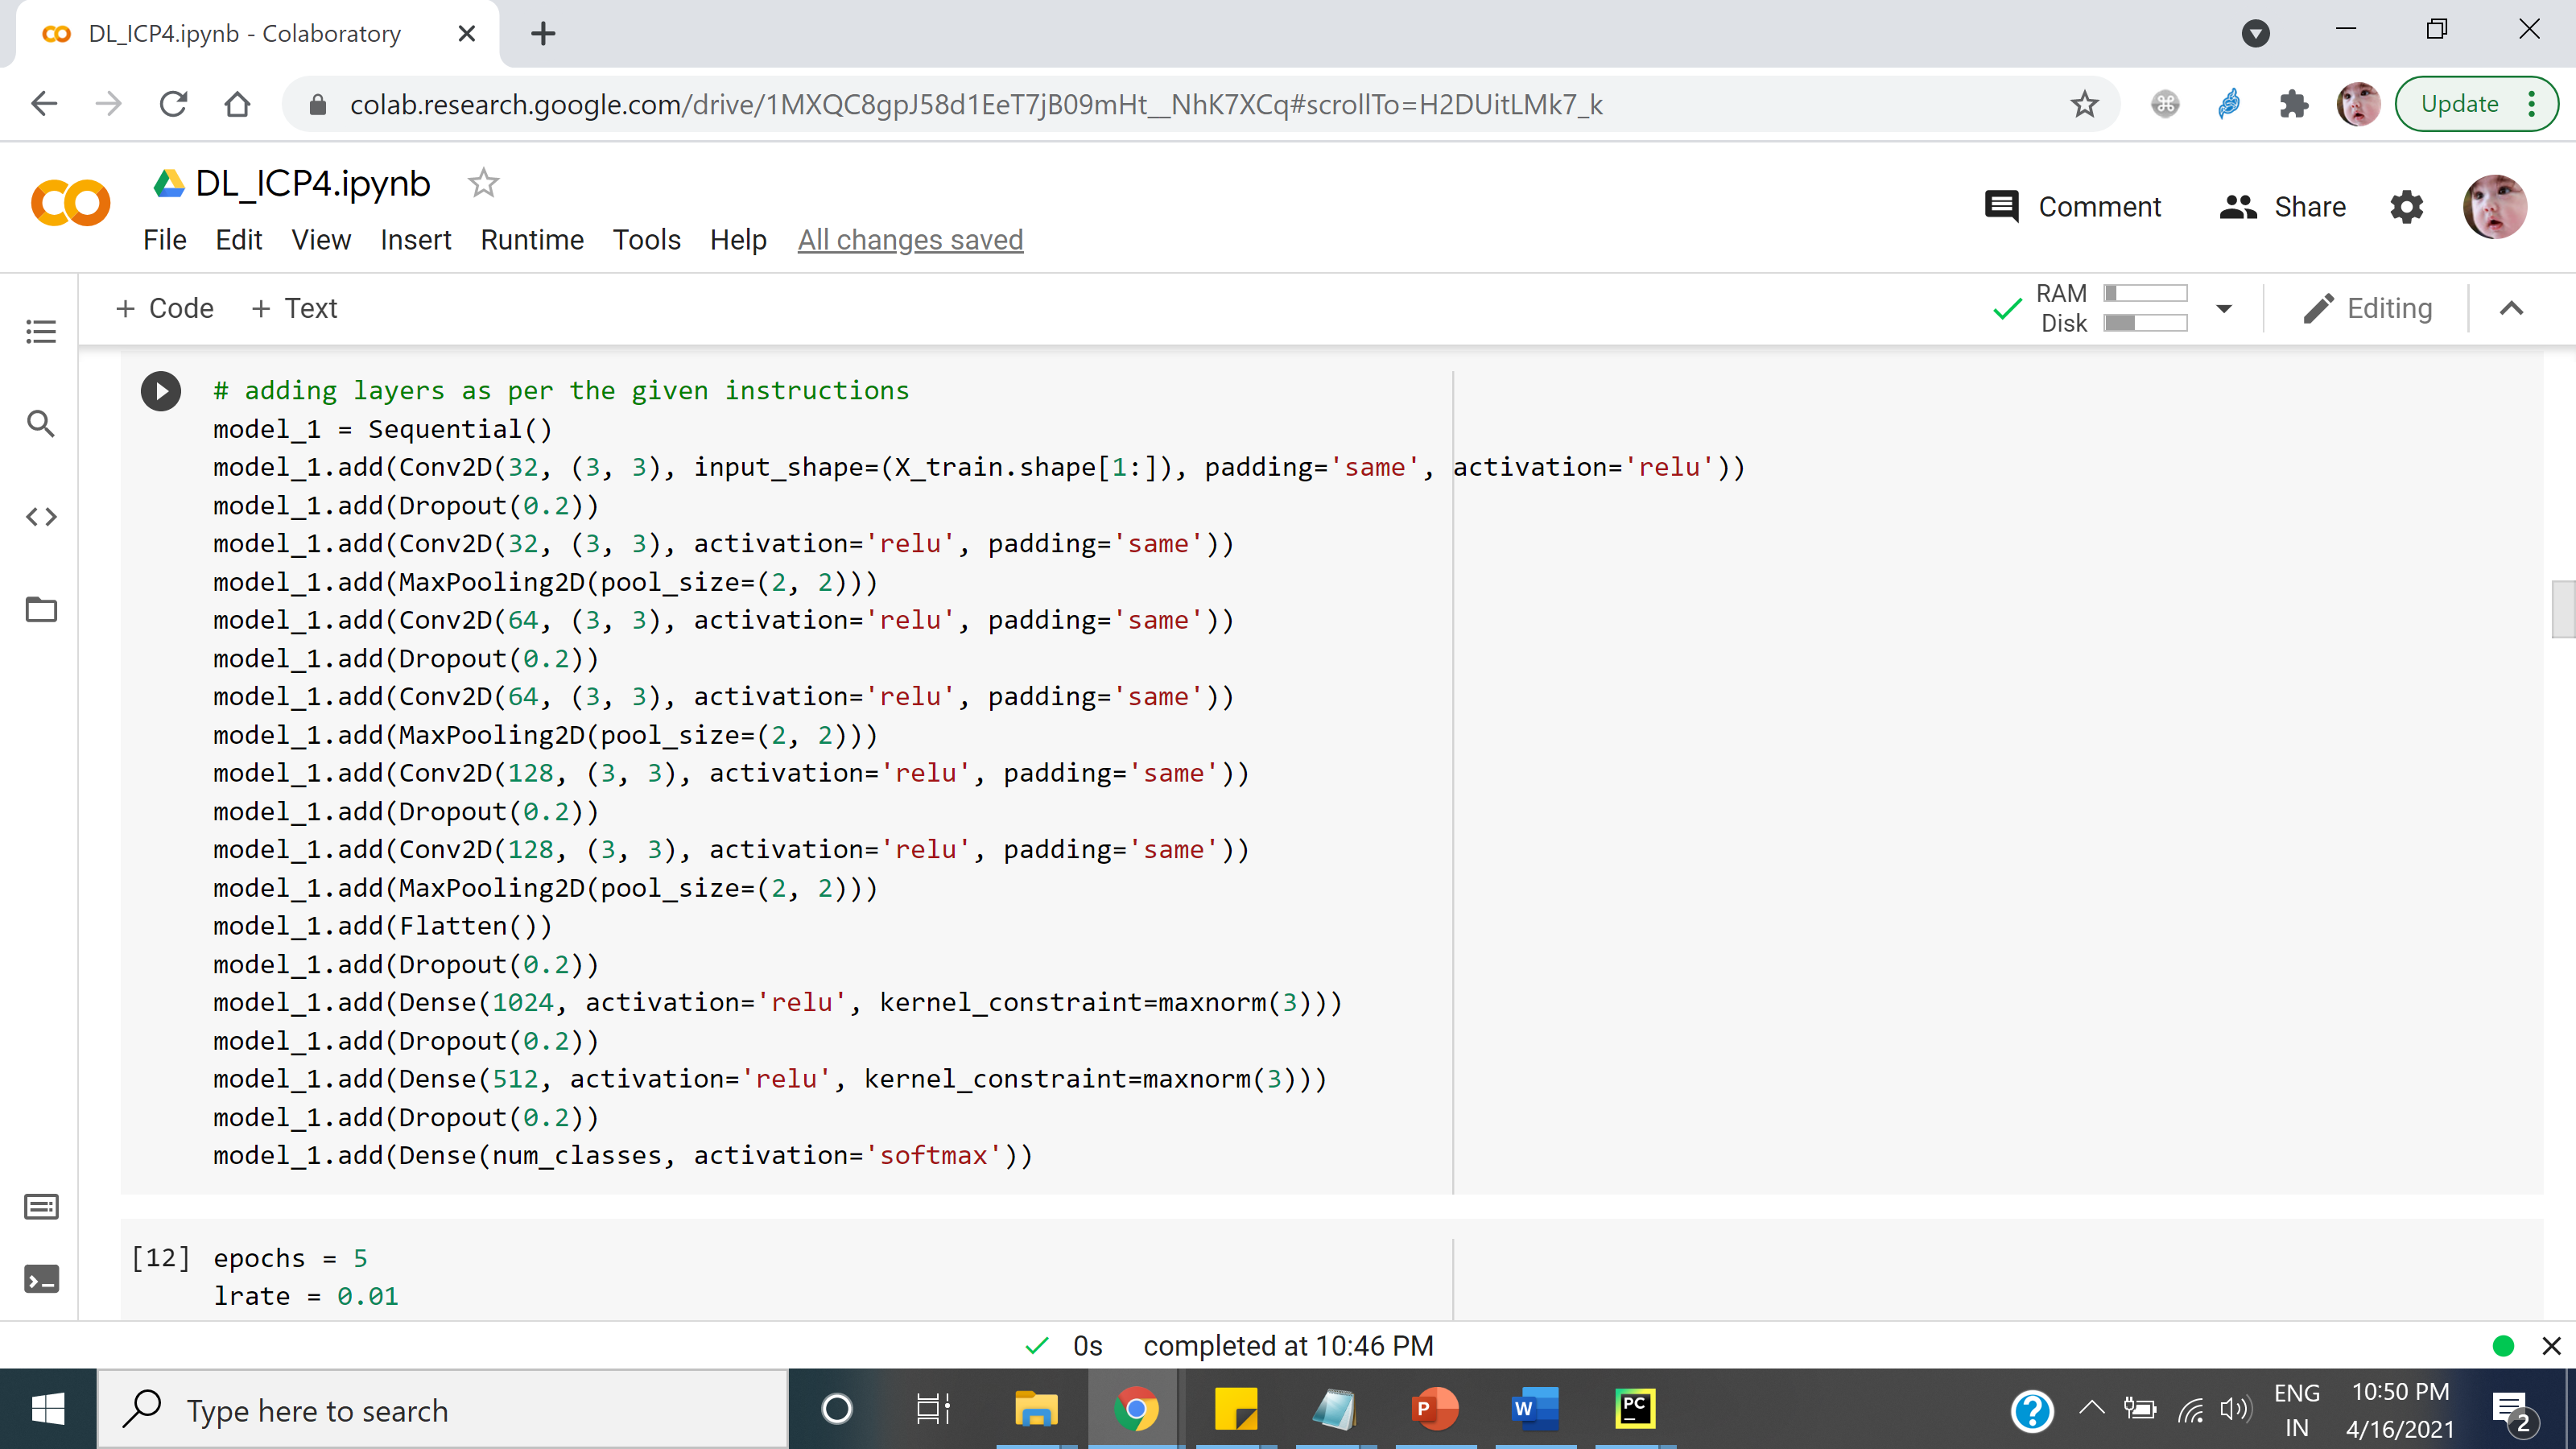 DL_ICP4.ipynb - Colaboratory
colab.research.google.com/drive/1MXQC8gpJ58d1EeT7jB09mHt__NhK7XCq#scrollTo=H2DUitLMk7_k
Update
DL_ICP4.ipynb
Comment
Share
File Edit View Insert Runtime Tools Help All changes saved
+ Code + Text
RAM
Disk
Editing
# adding layers as per the given instructions
model_1 = Sequential()
model_1.add(Conv2D(32, (3, 3), input_shape=(X_train.shape[1:]), padding='same', activation='relu'))
model_1.add(Dropout(0.2))
model_1.add(Conv2D(32, (3, 3), activation='relu', padding='same'))
model_1.add(MaxPooling2D(pool_size=(2, 2)))
model_1.add(Conv2D(64, (3, 3), activation='relu', padding='same'))
model_1.add(Dropout(0.2))
model_1.add(Conv2D(64, (3, 3), activation='relu', padding='same'))
model_1.add(MaxPooling2D(pool_size=(2, 2)))
model_1.add(Conv2D(128, (3, 3), activation='relu', padding='same'))
model_1.add(Dropout(0.2))
model_1.add(Conv2D(128, (3, 3), activation='relu', padding='same'))
model_1.add(MaxPooling2D(pool_size=(2, 2)))
model_1.add(Flatten())
model_1.add(Dropout(0.2))
model_1.add(Dense(1024, activation='relu', kernel_constraint=maxnorm(3)))
model_1.add(Dropout(0.2))
model_1.add(Dense(512, activation='relu', kernel_constraint=maxnorm(3)))
model_1.add(Dropout(0.2))
model_1.add(Dense(num_classes, activation='softmax'))
[12] epochs = 5
lrate = 0.01
0s completed at 10:46 PM
Type here to search
P
W
PC
ENG
IN
10:50 PM
4/16/2021
2